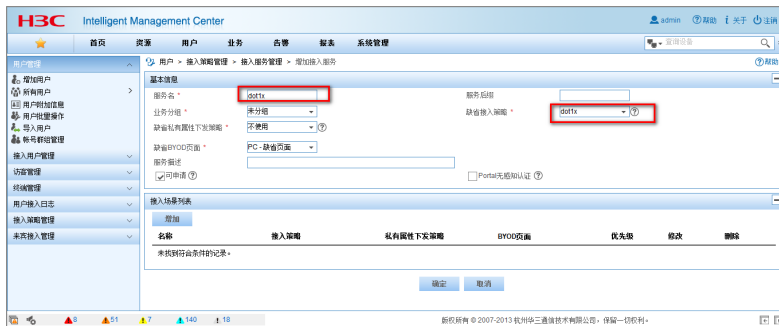 H3C Intelligent Management Center admin 帮助 i 关于 注销
首页 资源 用户 业务 告警 报表 系统管理 查询设备
用户管理 用户 > 接入策略管理 > 接入服务管理 > 增加接入服务 帮助
增加用户
所有用户
用户附加信息
用户批量操作
导入用户
帐号群组管理
接入用户管理
访客管理
终端管理
用户接入日志
接入策略管理
来宾接入管理
基本信息
服务名 * dot1x 服务后缀
业务分组 * 未分组 缺省接入策略 * dot1x
缺省私有属性下发策略 * 不使用
缺省BYOD页面 * PC - 缺省页面
服务描述
可申请 Portal无感知认证
接入场景列表
增加
名称 接入策略 私有属性下发策略 BYOD页面 优先级 修改 删除
未找到符合条件的记录。
确定 取消
8 51 7 140 18 版权所有 © 2007-2013 杭州华三通信技术有限公司，保留一切权利。